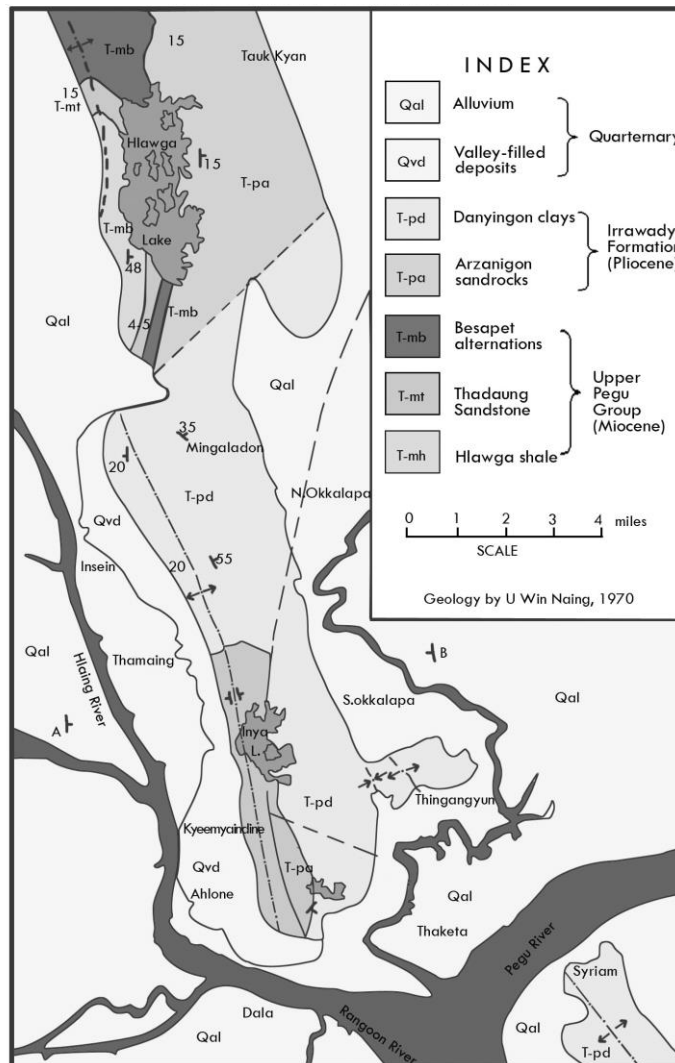 T-mb
15
Tauk Kyan
15
T-mt
Hlawga
15
T-pa
T-mb
Lake
48
T-mb
4-5
Qal
Qal
35
Mingaladon
20
N.Okkalapa
T-pd
Qvd
Insein
20
55
Qal
Thamaing
Hlaing River
B
S.okkalapa
Qal
A
Inya
L.
T-pd
Thingangyun
Kyeemyaindine
T-pa
Qvd
Ahlone
Qal
Thaketa
Pegu River
Syriam
Dala
Qal
Rangoon River
Qal
T-pd
INDEX
Qal Alluvium
Quarternary
Qvd Valley-filled
deposits
T-pd Danyingon clays
Irrawady
Formation
(Pliocene)
T-pa Arzanigon
sandrocks
T-mb Besapet
alternations
Upper
Pegu
Group
(Miocene)
T-mt Thadaung
Sandstone
T-mh Hlawga shale
0 1 2 3 4 miles
SCALE
Geology by U Win Naing, 1970